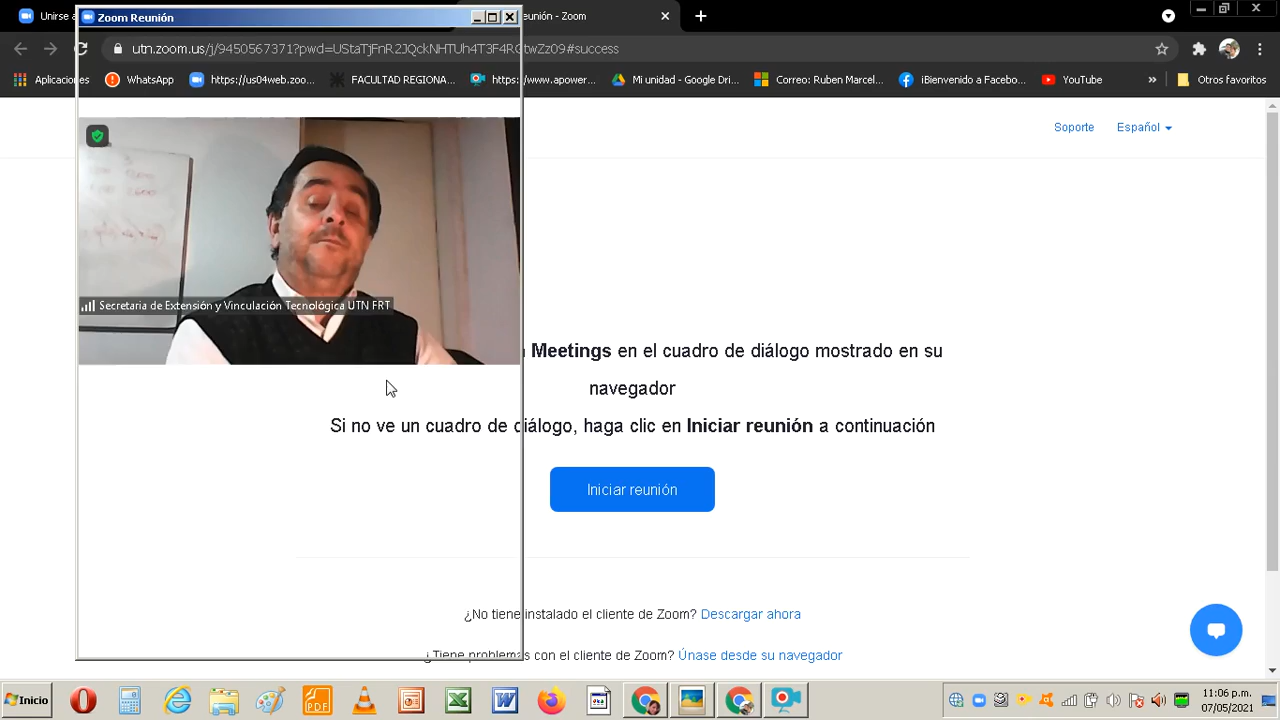 Unirse a
Zoom Reunión
eunión - Zoom
utn.zoom.us/j/9450567371?pwd=
#success
Aplicacione
WhatsApp
https://us04web.zoo...
FACULTAD REGIONA...
https://www.apower...
Mi unidad - Google Dri...
Correo: Ruben Marcel...
¡Bienvenido a Facebo...
YouTube
»
Otros favoritos
Soporte
Español
Secretaria de Extensión y Vinculación Tecnológica UTN FRT
Meetings en el cuadro de diálogo mostrado en su
navegador
Si no ve un cuadro de diálogo, haga clic en Iniciar reunión a continuación
Iniciar reunión
¿No tiene instalado el cliente de Zoom? Descargar ahora
¿Tiene problemas con el cliente de Zoom? Únase desde su navegador
Inicio
PDF
11:06 p.m.
07/05/2021